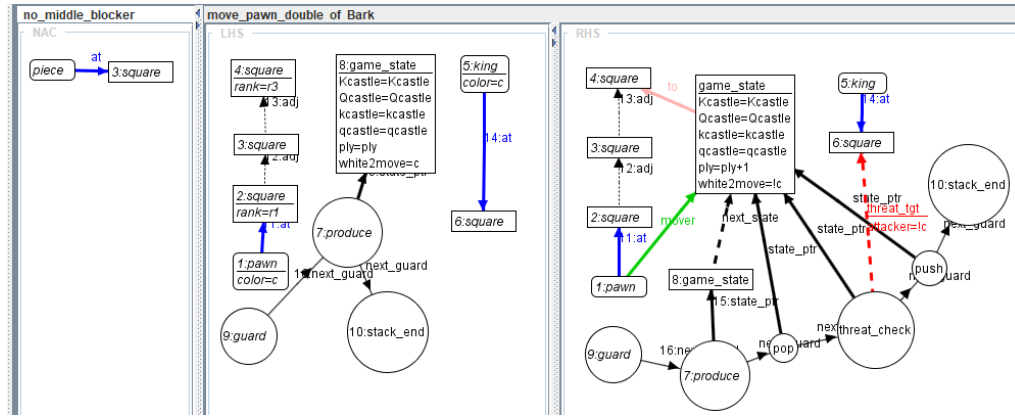 no_middle_blocker
NAC
piece
at
3:square
move_pawn_double of Bark
LHS
4:square
rank=r3
13:adj
3:square
12:adj
2:square
rank=r1
11:at
1:pawn
color=c
8:game_state
Kcastle=Kcastle
Qcastle=Qcastle
kcastle=kcastle
qcastle=qcastle
ply=ply
white2move=c
15:state_ptr
7:produce
next_guard
next_guard
9:guard
10:stack_end
5:king
color=c
14:at
6:square
RHS
4:square
13:adj
3:square
12:adj
2:square
11:at
1:pawn
to
mover
game_state
Kcastle=Kcastle
Qcastle=Qcastle
kcastle=kcastle
qcastle=qcastle
ply=ply+1
white2move=!c
next_state
8:game_state
15:state_ptr
state_ptr
state_ptr
state_ptr
5:king
14:at
6:square
threat_tgt
attacker=!c
10:stack_end
next_guard
push
threat_check
pop
9:guard
7:produce